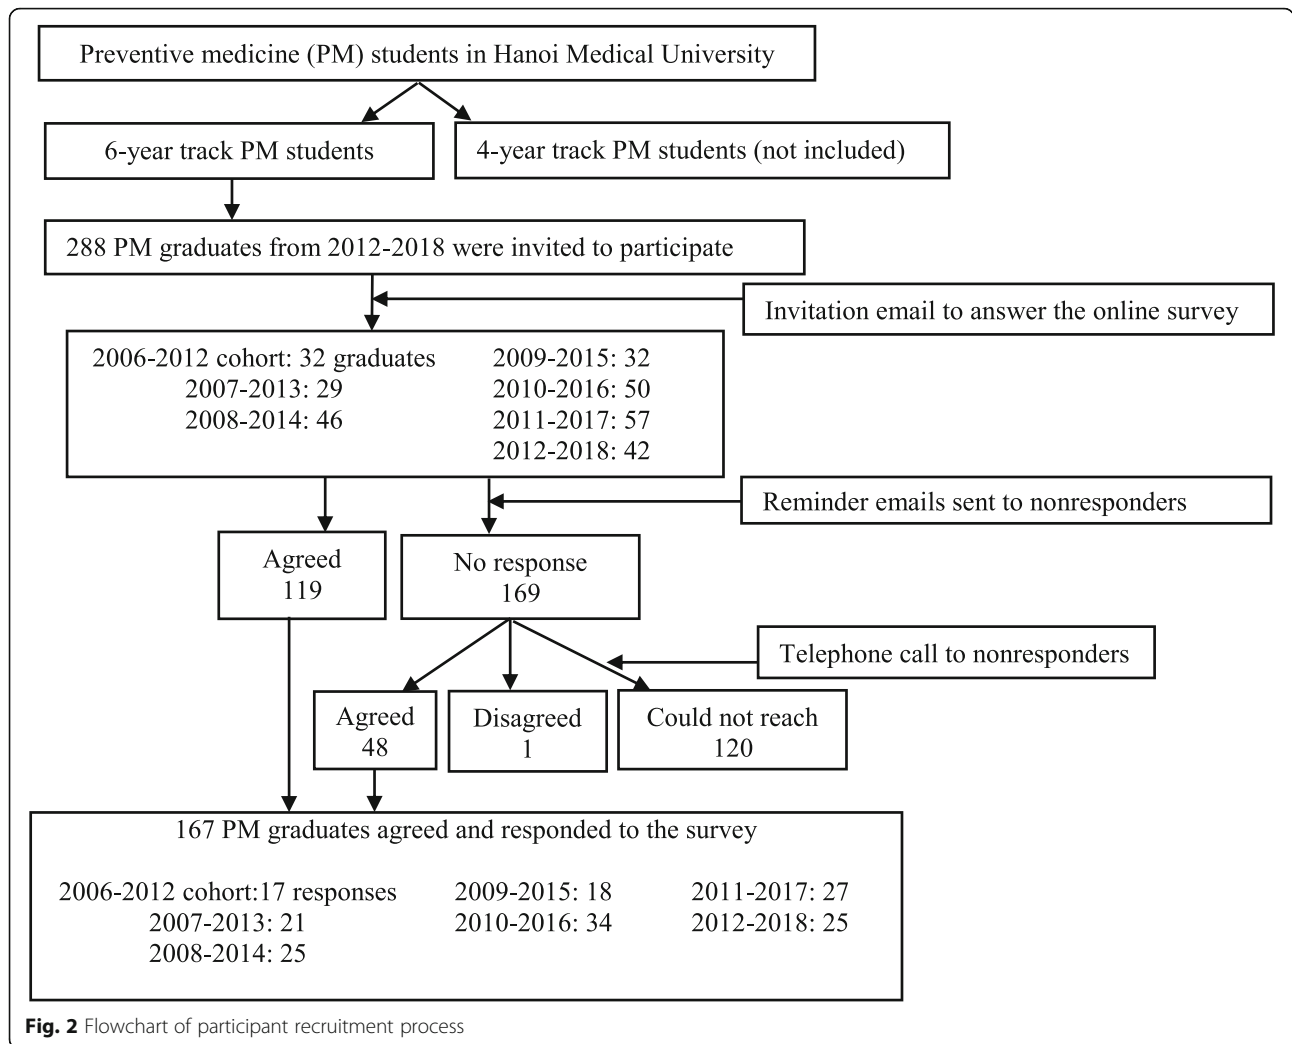 Preventive medicine (PM) students in Hanoi Medical University
6-year track PM students
4-year track PM students (not included)
288 PM graduates from 2012-2018 were invited to participate
Invitation email to answer the online survey
2006-2012 cohort: 32 graduates
2007-2013: 29
2008-2014: 46
2009-2015: 32
2010-2016: 50
2011-2017: 57
2012-2018: 42
Reminder emails sent to nonresponders
Agreed
119
No response
169
Telephone call to nonresponders
Agreed
48
Disagreed
1
Could not reach
120
167 PM graduates agreed and responded to the survey
2006-2012 cohort:17 responses
2007-2013: 21
2008-2014: 25
2009-2015: 18
2010-2016: 34
2011-2017: 27
2012-2018: 25
Fig. 2 Flowchart of participant recruitment process